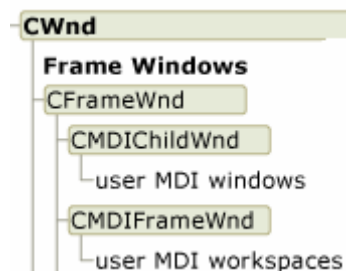 CWnd
Frame Windows
CFrameWnd
CMDIChildWnd
user MDI windows
CMDIFrameWnd
user MDI workspaces